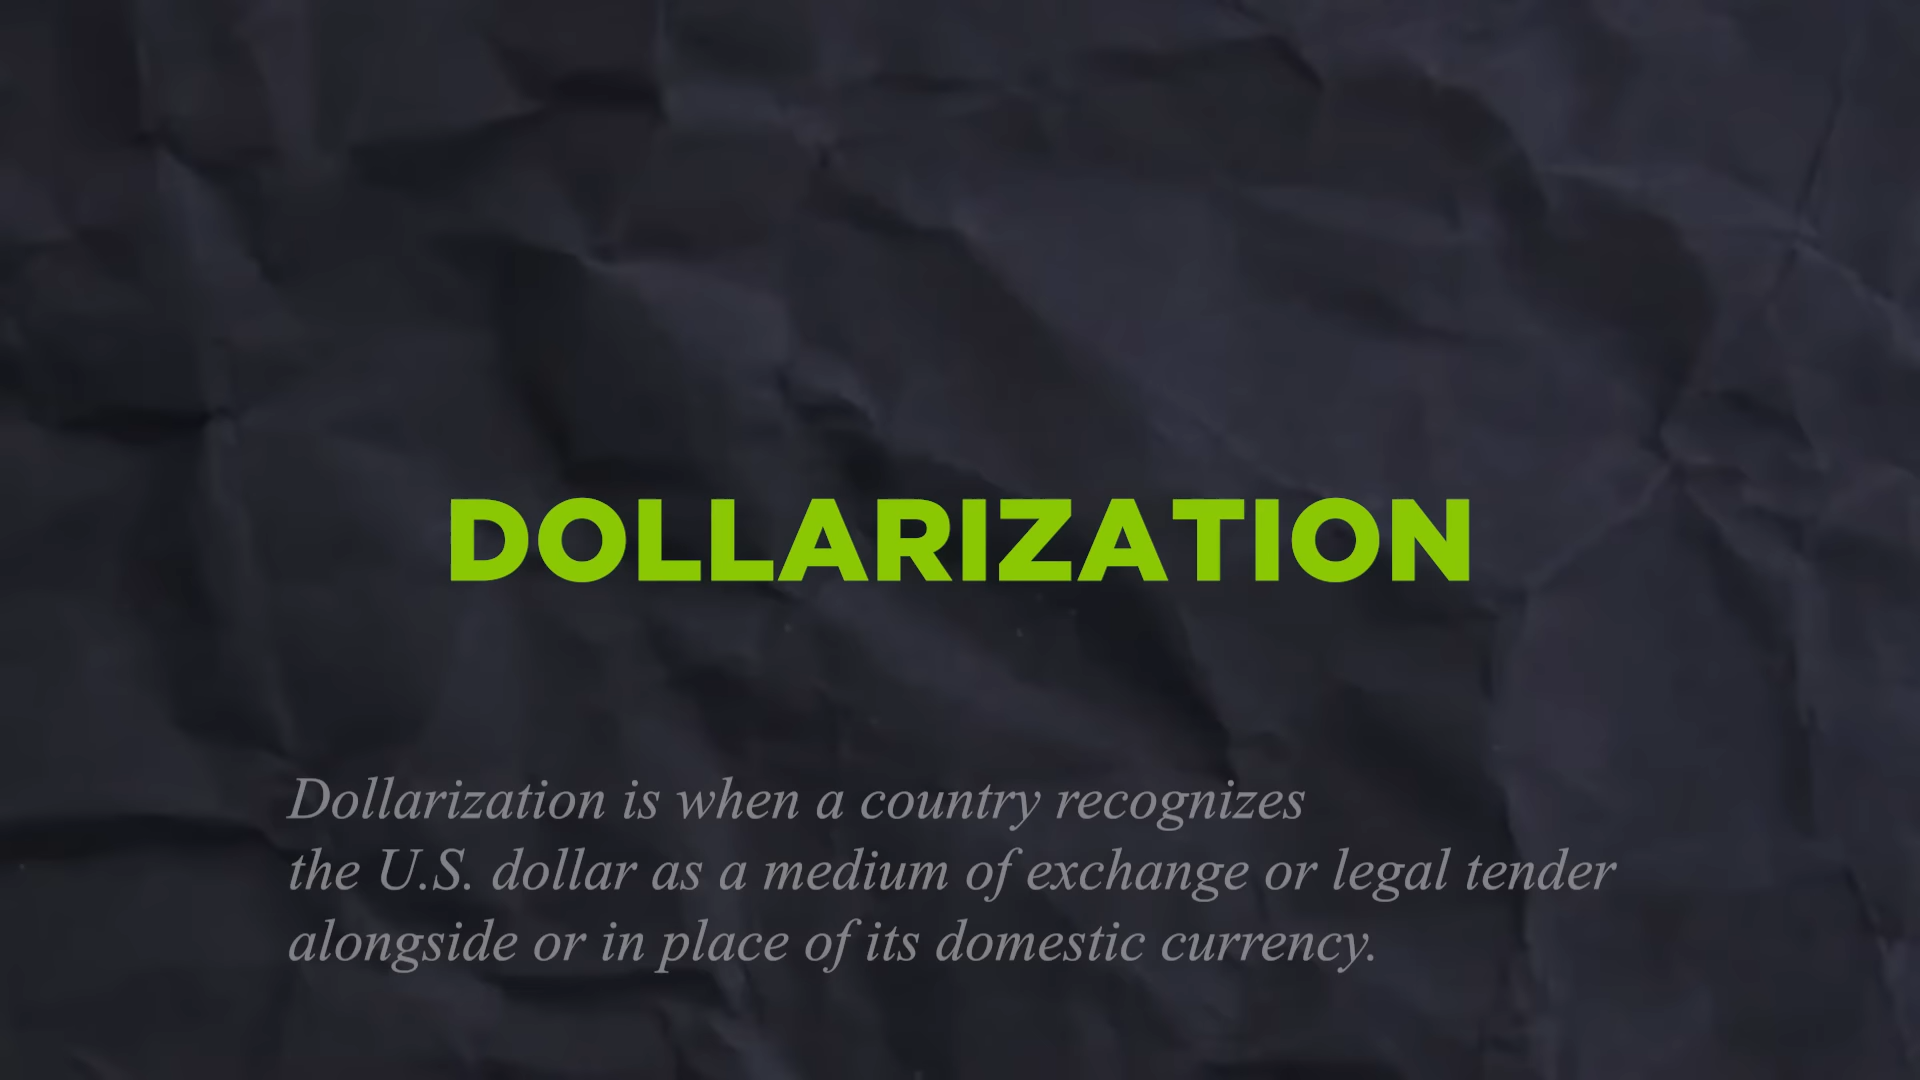 DOLLARIZATION
Dollarization is when a country recognizes
the U.S. dollar as a medium of exchange or legal tender
alongside or in place of its domestic currency.